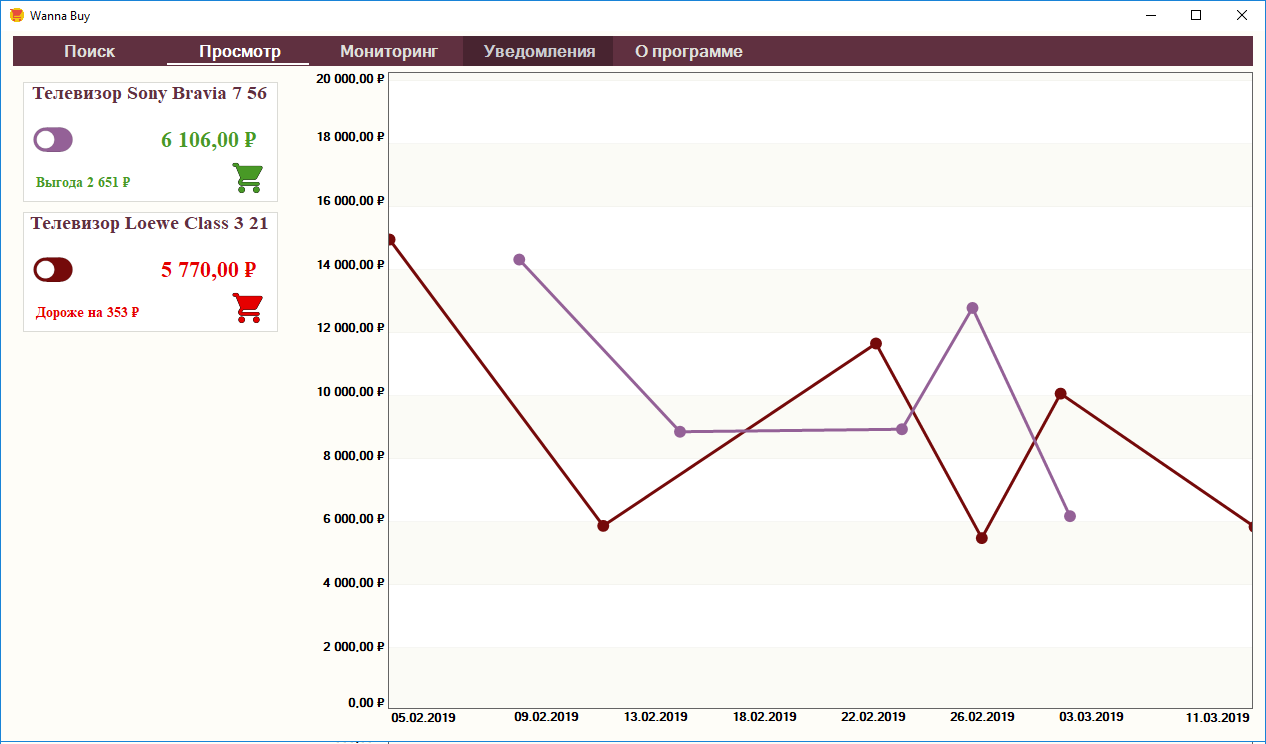 Wanna Buy
Поиск Просмотр Мониторинг Уведомления О программе
Телевизор Sony Bravia 7 56
6 106,00 ₽
Выгода 2 651 ₽
Телевизор Loewe Class 3 21
5 770,00 ₽
Дороже на 353 ₽
20 000,00 ₽
18 000,00 ₽
16 000,00 ₽
14 000,00 ₽
12 000,00 ₽
10 000,00 ₽
8 000,00 ₽
6 000,00 ₽
4 000,00 ₽
2 000,00 ₽
0,00 ₽
05.02.2019 09.02.2019 13.02.2019 18.02.2019 22.02.2019 26.02.2019 03.03.2019 11.03.2019